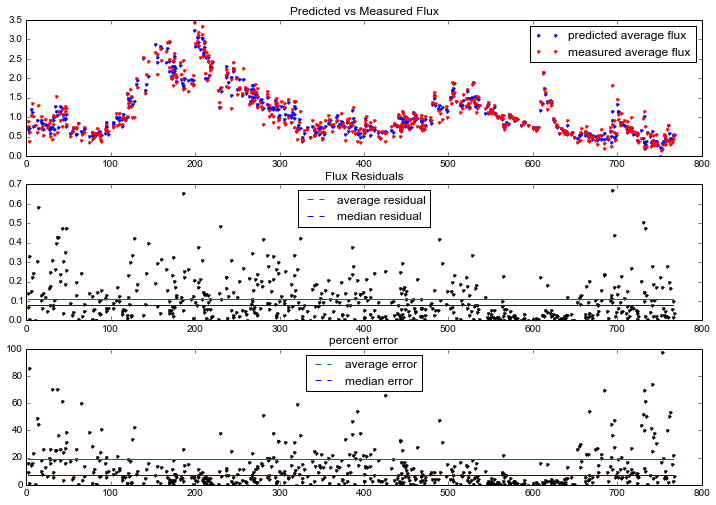 Predicted vs Measured Flux
3.5
3.0
2.5
2.0
1.5
1.0
0.5
0.0
predicted average flux
measured average flux
0 100 200 300 400 500 600 700 800
Flux Residuals
0.7
0.6
0.5
0.4
0.3
0.2
0.1
0.0
average residual
median residual
0 100 200 300 400 500 600 700 800
percent error
100
80
60
40
20
0
average error
median error
0 100 200 300 400 500 600 700 800